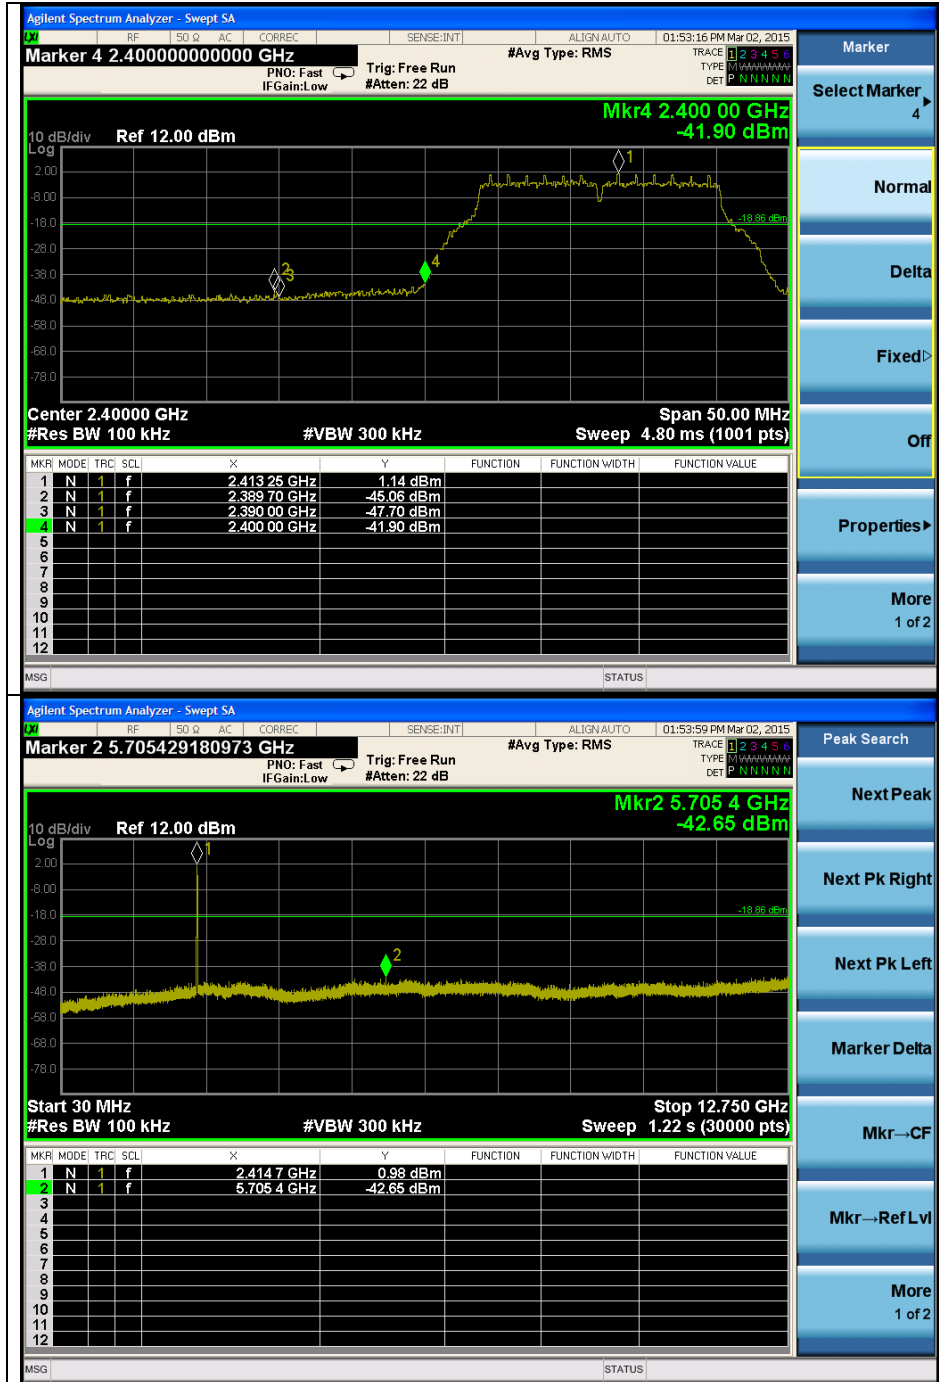 Agilent Spectrum Analyzer - Swept SA
LXI RF 50 Ω AC CORREC SENSE:INT ALIGN AUTO 01:53:16 PM Mar 02, 2015
Marker 4 2.400000000000 GHz #Avg Type: RMS TRACE 1 2 3 4 5 6
PNO: Fast Trig: Free Run TYPE M WWWWW
IFGain:Low #Atten: 22 dB DET P N N N N N
Mkr4 2.400 00 GHz
10 dB/div Ref 12.00 dBm -41.90 dBm
Log
1
2.00
-8.00
-18.0 -18.86 dBm
-28.0
4
2
3
-38.0
-48.0
-58.0
-68.0
-78.0
Center 2.40000 GHz Span 50.00 MHz
#Res BW 100 kHz #VBW 300 kHz Sweep 4.80 ms (1001 pts)
MKR MODE TRC SCL X Y FUNCTION FUNCTION WIDTH FUNCTION VALUE
1 N 1 f 2.413 25 GHz 1.14 dBm
2 N 1 f 2.389 70 GHz -45.06 dBm
3 N 1 f 2.390 00 GHz -47.70 dBm
4 N 1 f 2.400 00 GHz -41.90 dBm
5
6
7
8
9
10
11
12
MSG STATUS
Marker
Select Marker
4
Normal
Delta
Fixed
Off
Properties
More
1 of 2
Agilent Spectrum Analyzer - Swept SA
LXI RF 50 Ω AC CORREC SENSE:INT ALIGN AUTO 01:53:59 PM Mar 02, 2015
Marker 2 5.705429180973 GHz #Avg Type: RMS TRACE 1 2 3 4 5 6
PNO: Fast Trig: Free Run TYPE M WWWWW
IFGain:Low #Atten: 22 dB DET P N N N N N
Mkr2 5.705 4 GHz
10 dB/div Ref 12.00 dBm -42.65 dBm
Log
1
2.00
-8.00
-18.0 -18.86 dBm
-28.0
2
-38.0
-48.0
-58.0
-68.0
-78.0
Start 30 MHz Stop 12.750 GHz
#Res BW 100 kHz #VBW 300 kHz Sweep 1.22 s (30000 pts)
MKR MODE TRC SCL X Y FUNCTION FUNCTION WIDTH FUNCTION VALUE
1 N 1 f 2.414 7 GHz 0.98 dBm
2 N 1 f 5.705 4 GHz -42.65 dBm
3
4
5
6
7
8
9
10
11
12
MSG STATUS
Peak Search
Next Peak
Next Pk Right
Next Pk Left
Marker Delta
Mkr→CF
Mkr→Ref Lvl
More
1 of 2